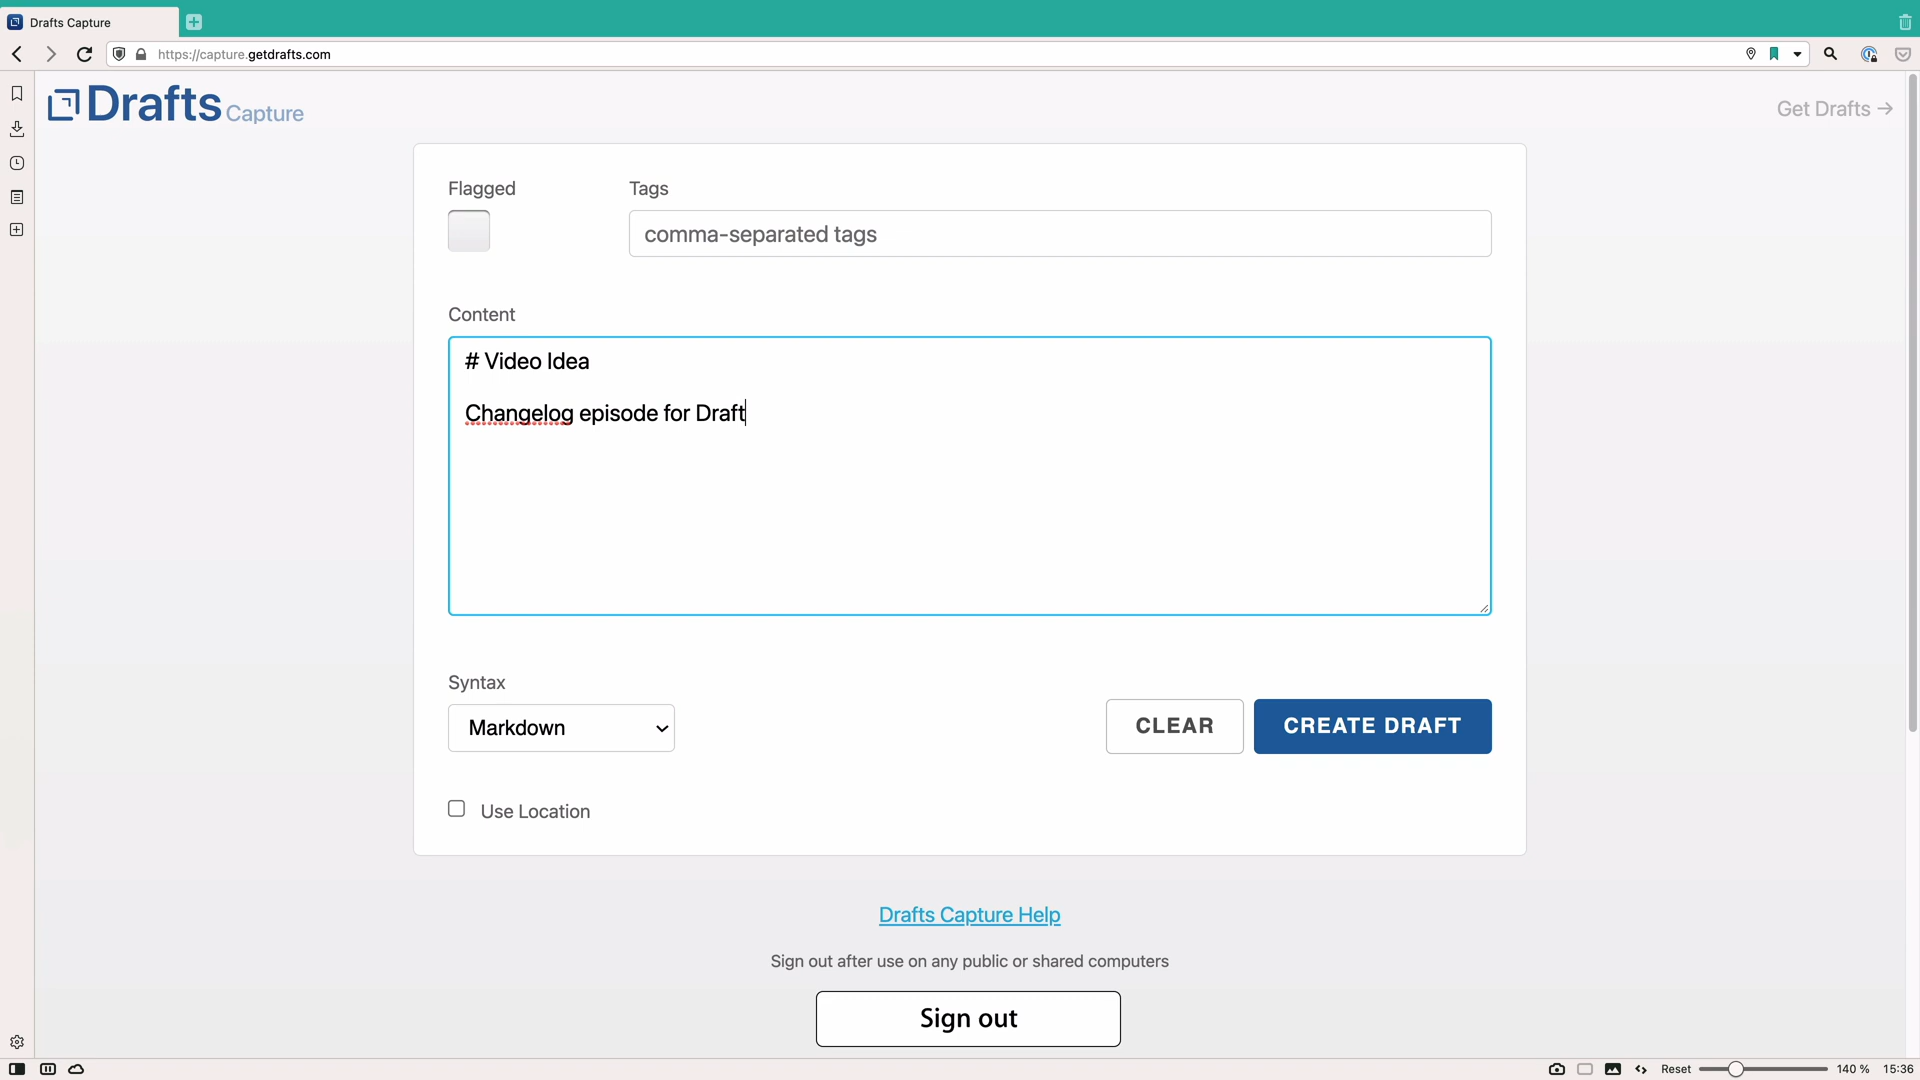 Drafts Capture
https://capture.getdrafts.com
Drafts Capture
Get Drafts →
Flagged
Tags
comma-separated tags
Content
# Video Idea
Changelog episode for Draft
Syntax
Markdown
CLEAR
CREATE DRAFT
Use Location
Drafts Capture Help
Sign out after use on any public or shared computers
Sign out
Reset
140 %
15:36